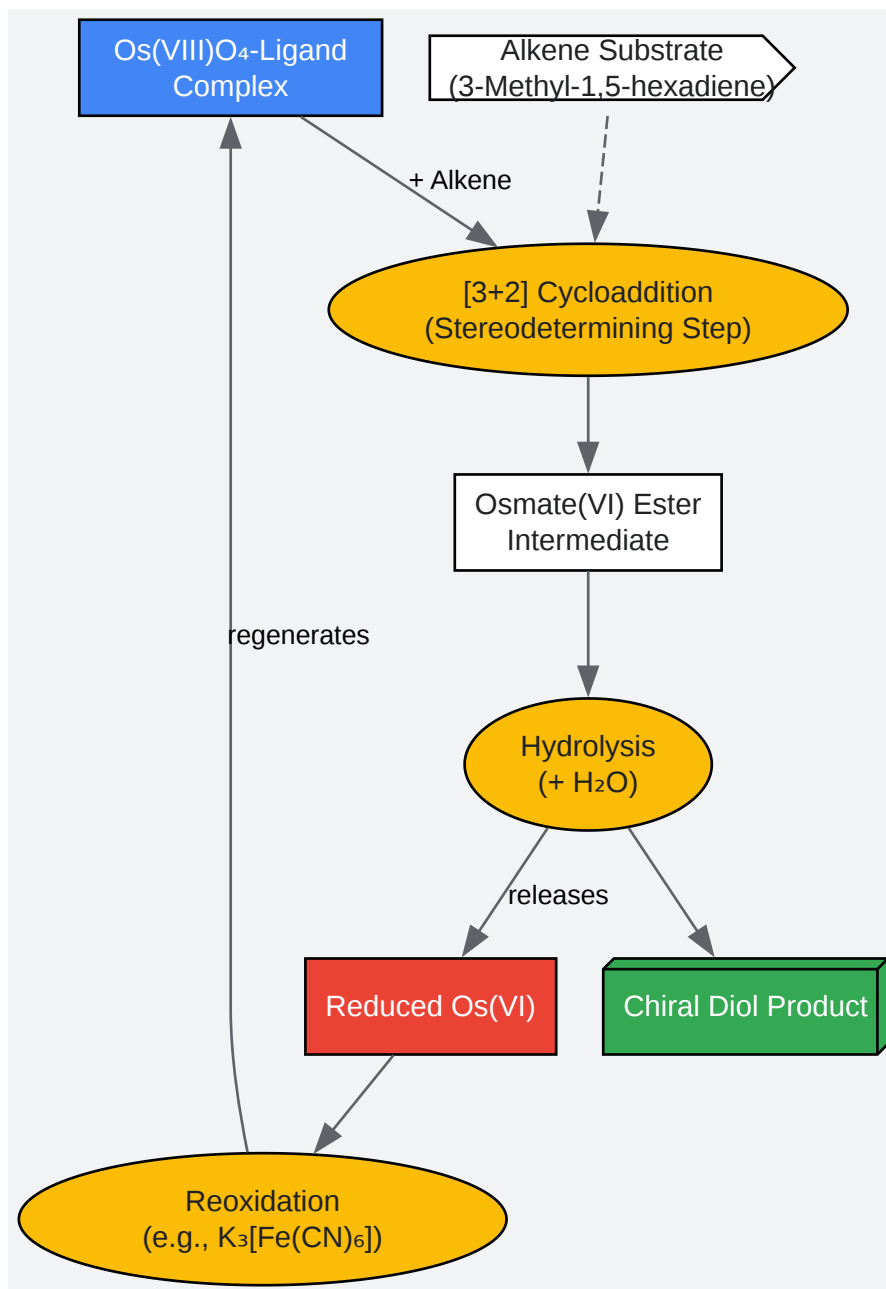 Os(VIII)O₄-Ligand
Complex
Alkene Substrate
(3-Methyl-1,5-hexadiene)
+ Alkene
[3+2] Cycloaddition
(Stereodetermining Step)
Osmate(VI) Ester
Intermediate
regenerates
Hydrolysis
(+ H₂O)
releases
Reduced Os(VI)
Chiral Diol Product
Reoxidation
(e.g., K₃[Fe(CN)₆])